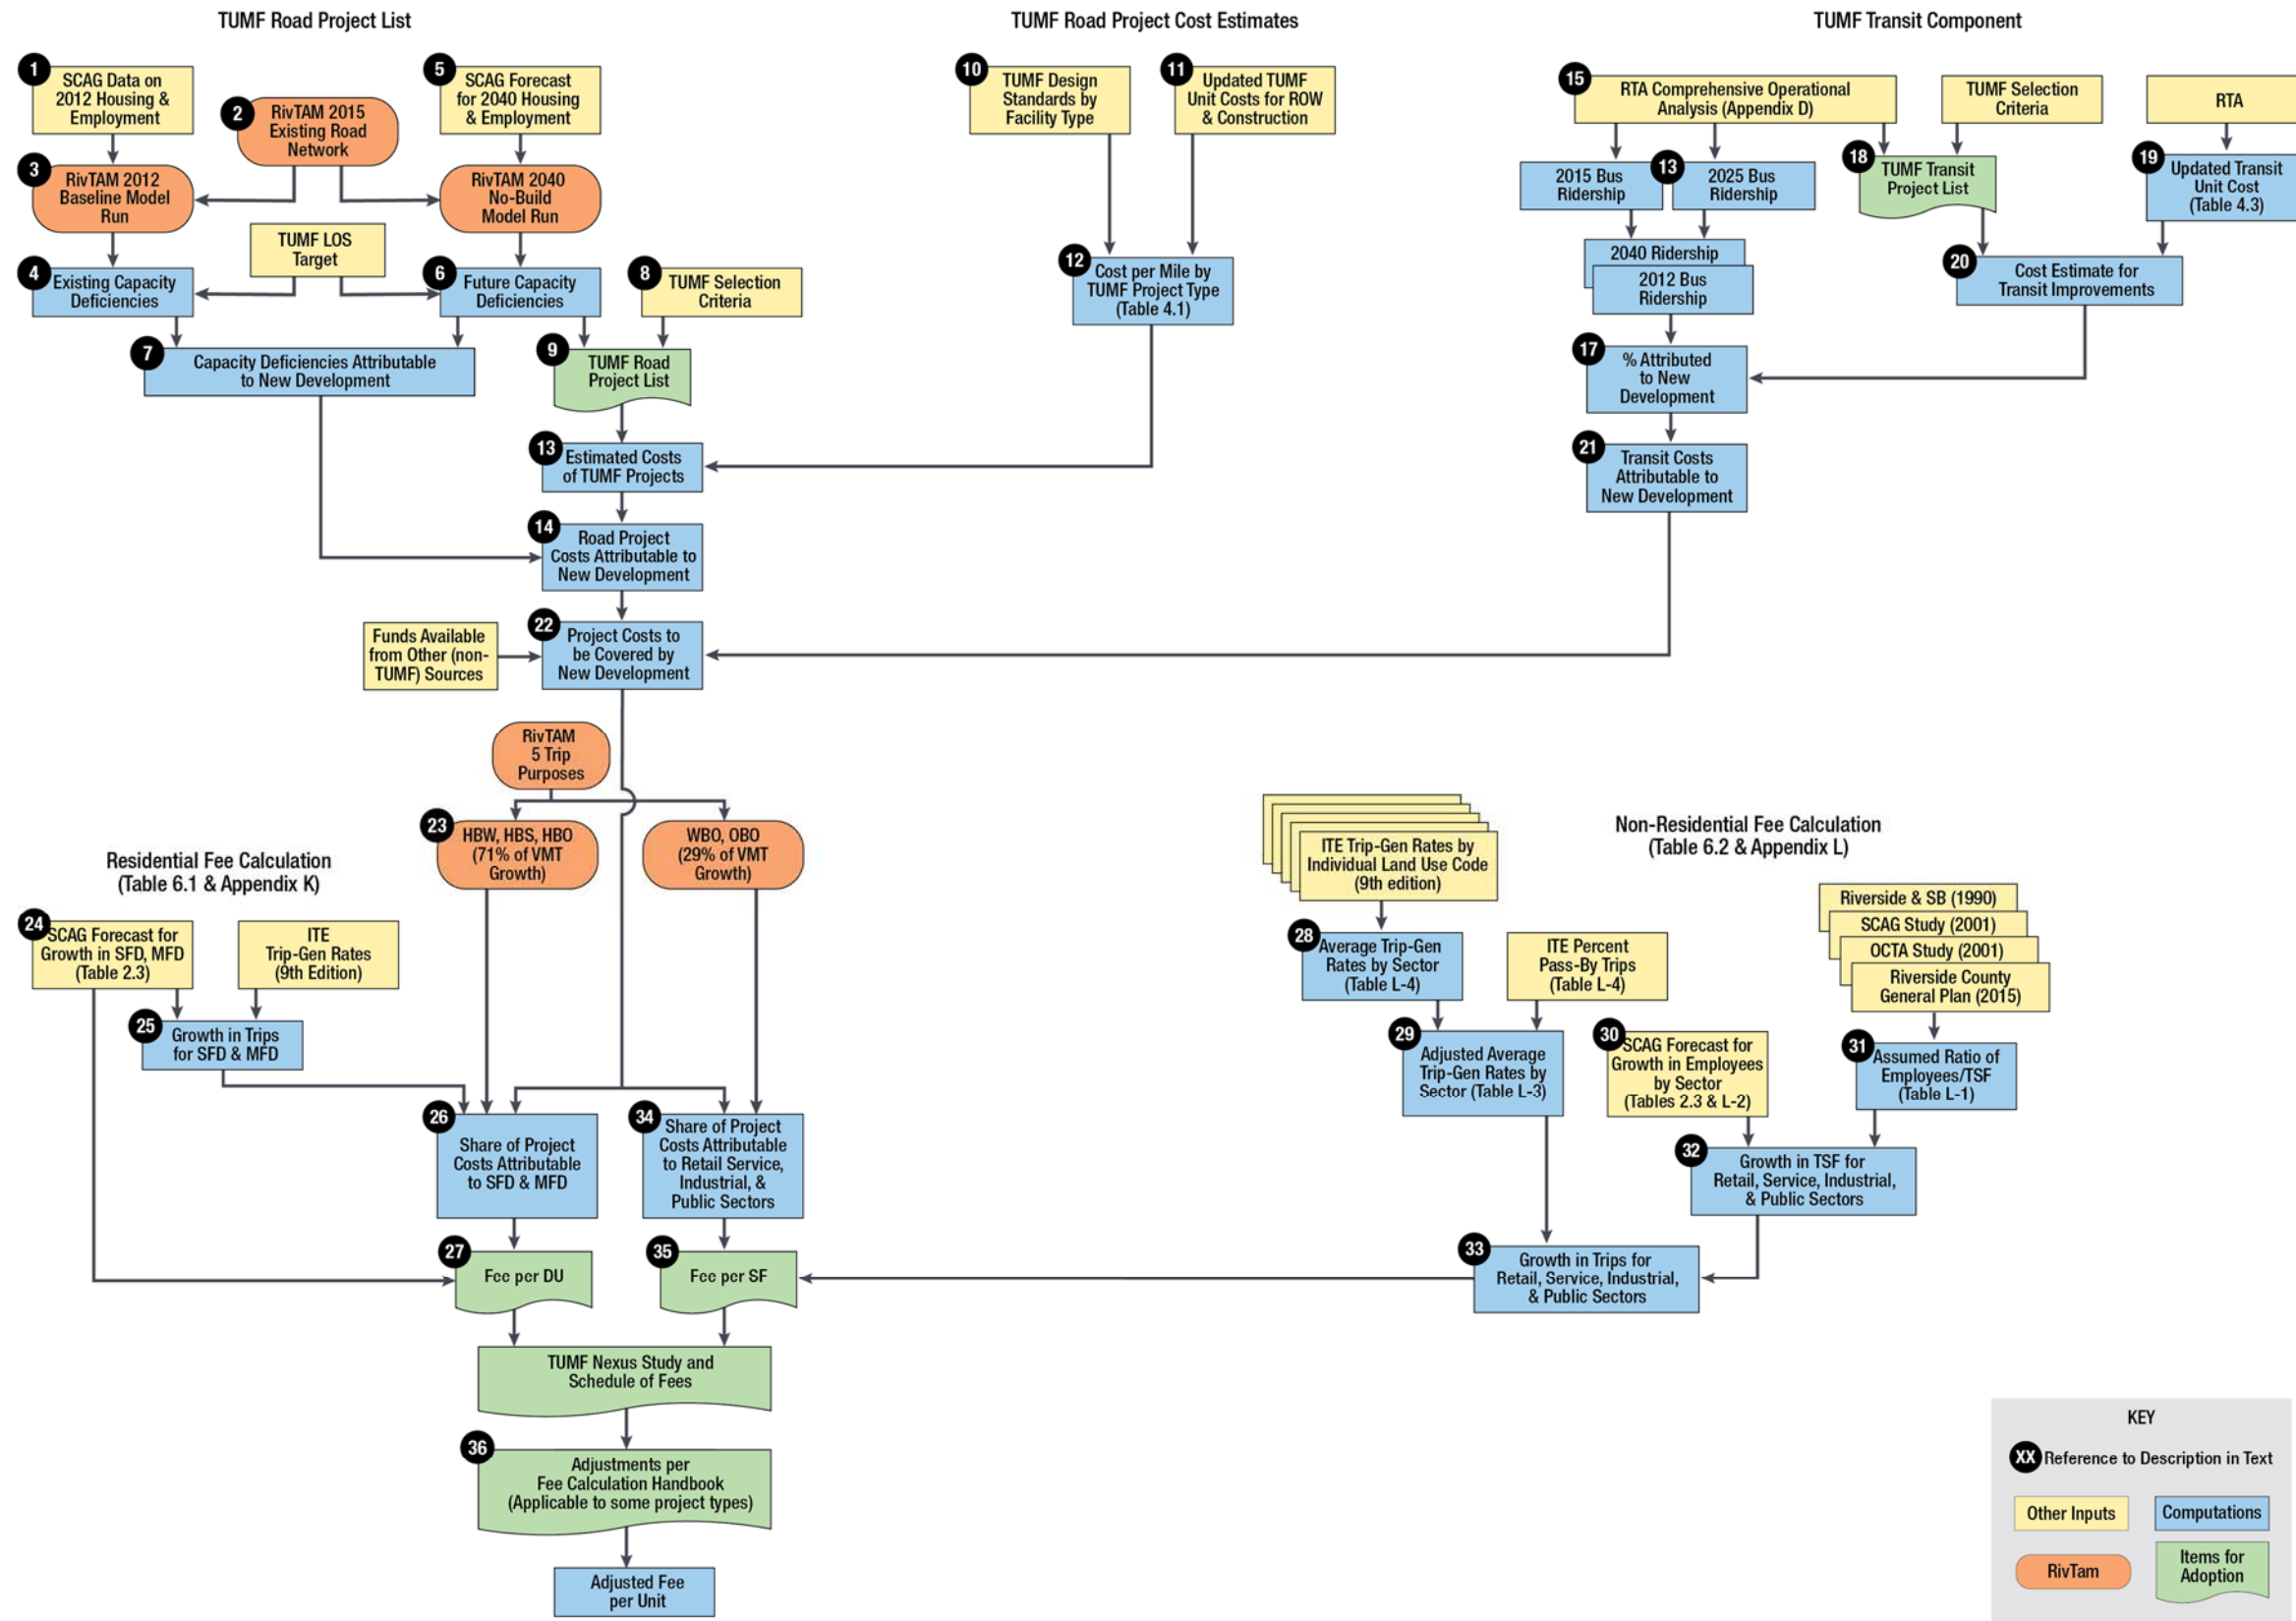 TUMF Road Project List
TUMF Road Project Cost Estimates
TUMF Transit Component
1
SCAG Data on
2012 Housing &
Employment
2
RivTAM 2015
Existing Road
Network
5
SCAG Forecast
for 2040 Housing
& Employment
3
RivTAM 2012
Baseline Model
Run
RivTAM 2040
No-Build
Model Run
TUMF LOS
Target
4
Existing Capacity
Deficiencies
6
Future Capacity
Deficiencies
8
TUMF Selection
Criteria
7
Capacity Deficiencies Attributable
to New Development
9
TUMF Road
Project List
10
TUMF Design
Standards by
Facility Type
11
Updated TUMF
Unit Costs for ROW
& Construction
12
Cost per Mile by
TUMF Project Type
(Table 4.1)
13
Estimated Costs
of TUMF Projects
14
Road Project
Costs Attributable to
New Development
15
RTA Comprehensive Operational
Analysis (Appendix D)
TUMF Selection
Criteria
RTA
2015 Bus
Ridership
13
2025 Bus
Ridership
18
TUMF Transit
Project List
19
Updated Transit
Unit Cost
(Table 4.3)
2040 Ridership
2012 Bus
Ridership
20
Cost Estimate for
Transit Improvements
17
% Attributed
to New
Development
21
Transit Costs
Attributable to
New Development
Funds Available
from Other (non-
TUMF) Sources
22
Project Costs to
be Covered by
New Development
RivTAM
5 Trip
Purposes
23
HBW, HBS, HBO
(71% of VMT
Growth)
WBO, OBO
(29% of VMT
Growth)
Residential Fee Calculation
(Table 6.1 & Appendix K)
24
SCAG Forecast for
Growth in SFD, MFD
(Table 2.3)
ITE
Trip-Gen Rates
(9th Edition)
25
Growth in Trips
for SFD & MFD
26
Share of Project
Costs Attributable
to SFD & MFD
34
Share of Project
Costs Attributable
to Retail Service,
Industrial, &
Public Sectors
27
Fee per DU
35
Fee per SF
Non-Residential Fee Calculation
(Table 6.2 & Appendix L)
ITE Trip-Gen Rates by
Individual Land Use Code
(9th edition)
28
Average Trip-Gen
Rates by Sector
(Table L-4)
ITE Percent
Pass-By Trips
(Table L-4)
Riverside & SB (1990)
SCAG Study (2001)
OCTA Study (2001)
Riverside County
General Plan (2015)
29
Adjusted Average
Trip-Gen Rates by
Sector (Table L-3)
30
SCAG Forecast for
Growth in Employees
by Sector
(Tables 2.3 & L-2)
31
Assumed Ratio of
Employees/TSF
(Table L-1)
32
Growth in TSF for
Retail, Service, Industrial,
& Public Sectors
33
Growth in Trips for
Retail, Service, Industrial,
& Public Sectors
TUMF Nexus Study and
Schedule of Fees
36
Adjustments per
Fee Calculation Handbook
(Applicable to some project types)
Adjusted Fee
per Unit
KEY
XX Reference to Description in Text
Other Inputs
Computations
RivTam
Items for
Adoption